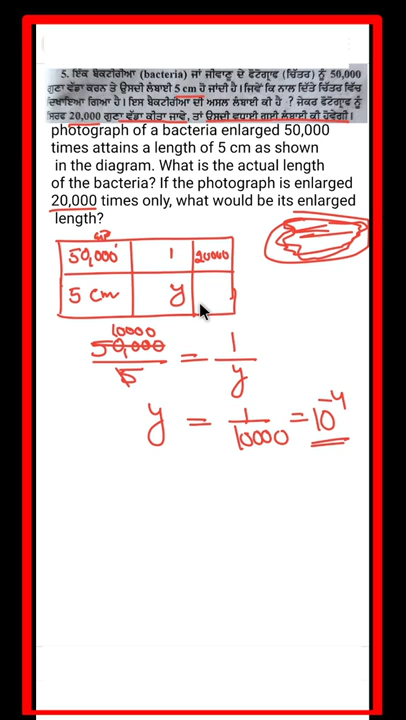 5. ਇੱਕ ਬੈਕਟੀਰੀਆ (bacteria) ਜਾਂ ਜੀਵਾਣੂ ਦੇ ਫੋਟੋਗ੍ਰਾਫ (ਚਿੱਤਰ) ਨੂੰ 50,000
ਗੁਣਾ ਵੱਡਾ ਕਰਨ ਤੇ ਉਸਦੀ ਲੰਬਾਈ 5 cm ਹੋ ਜਾਂਦੀ ਹੈ। ਜਿਵੇਂ ਕਿ ਨਾਲ ਦਿੱਤੇ ਚਿੱਤਰ ਵਿੱਚ
ਦਿਖਾਇਆ ਗਿਆ ਹੈ। ਇਸ ਬੈਕਟੀਰੀਆ ਦੀ ਅਸਲ ਲੰਬਾਈ ਕੀ ਹੈ ? ਜੇਕਰ ਫੋਟੋਗ੍ਰਾਫ ਨੂੰ
ਸਿਰਫ 20,000 ਗੁਣਾ ਵੱਡਾ ਕੀਤਾ ਜਾਵੇ, ਤਾਂ ਉਸਦੀ ਵਧਾਈ ਗਈ ਲੰਬਾਈ ਕੀ ਹੋਵੇਗੀ।
photograph of a bacteria enlarged 50,000
times attains a length of 5 cm as shown
in the diagram. What is the actual length
of the bacteria? If the photograph is enlarged
20,000 times only, what would be its enlarged
length?
50,000 1 20000
5 cm y
10000
50,000/5 = 1/y
y = 1/10000 = 10⁻⁴